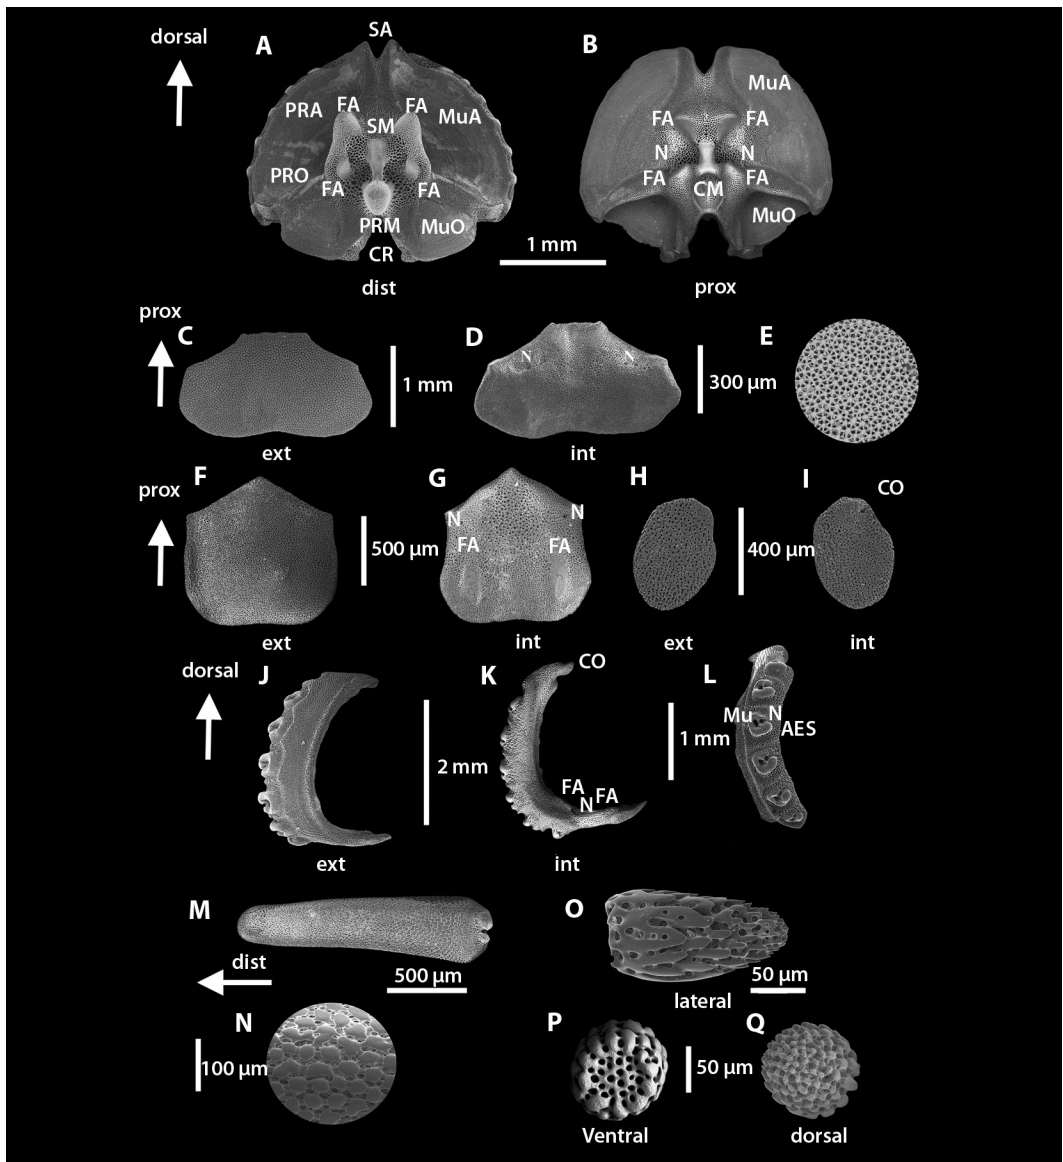 dorsal
A
SA
B
PRA
FA
FA
SM
MuA
MuA
FA
FA
N
N
PRO
FA
FA
FA
FA
CM
PRM
MuO
MuO
CR
1 mm
dist
prox
prox
C
D
E
N
N
1 mm
300 µm
ext
int
prox
F
G
H
I
CO
N
N
FA
FA
500 µm
400 µm
ext
int
ext
int
dorsal
J
K
CO
L
Mu
N
AES
2 mm
1 mm
FA
FA
N
ext
int
M
O
dist
500 µm
50 µm
lateral
N
P
Q
100 µm
50 µm
Ventral
dorsal